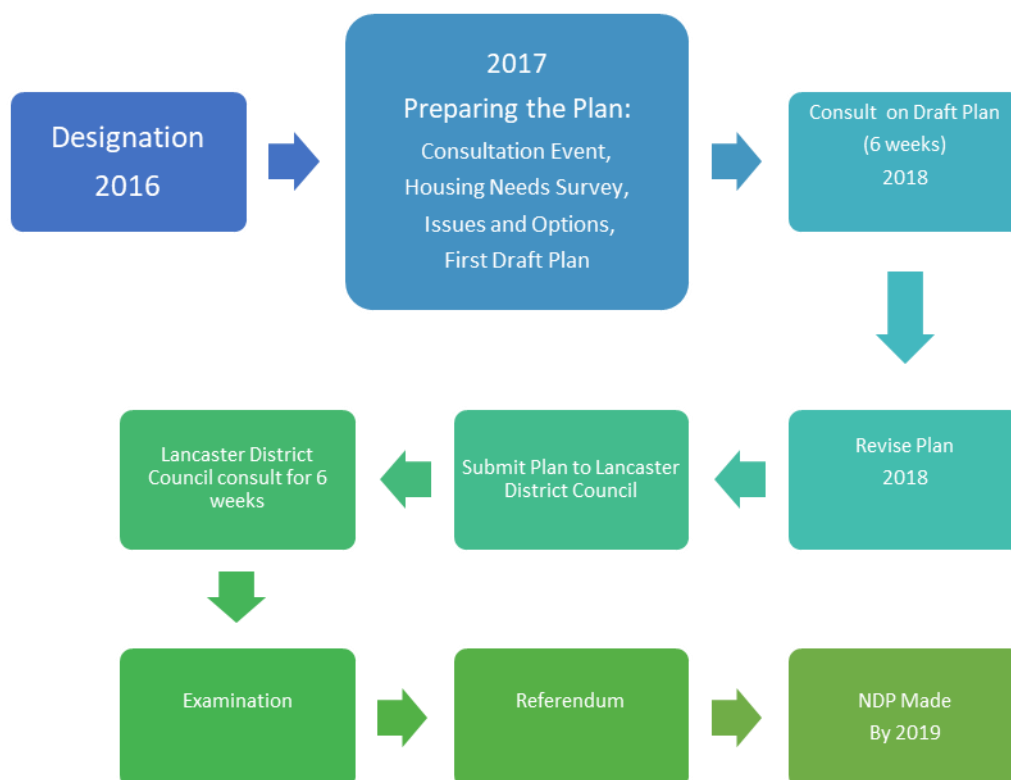 Designation
2016
2017
Preparing the Plan:
Consultation Event,
Housing Needs Survey,
Issues and Options,
First Draft Plan
Consult on Draft Plan
(6 weeks)
2018
Revise Plan
2018
Submit Plan to Lancaster
District Council
Lancaster District
Council consult for 6
weeks
Examination
Referendum
NDP Made
By 2019